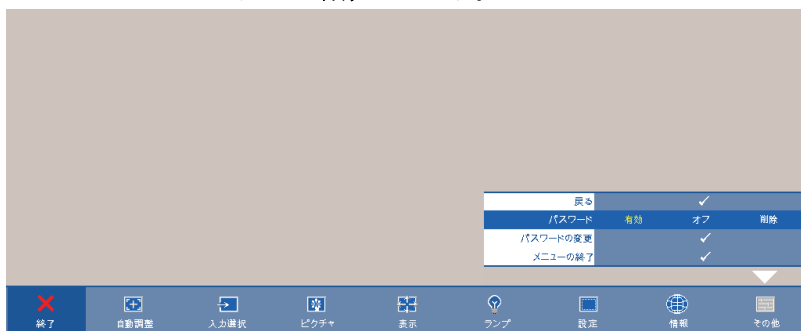 戻る
パスワード 有効 オフ 削除
パスワードの変更
メニューの終了
終了 自動調整 入力選択 ピクチャ 表示 ランプ 設定 情報 その他